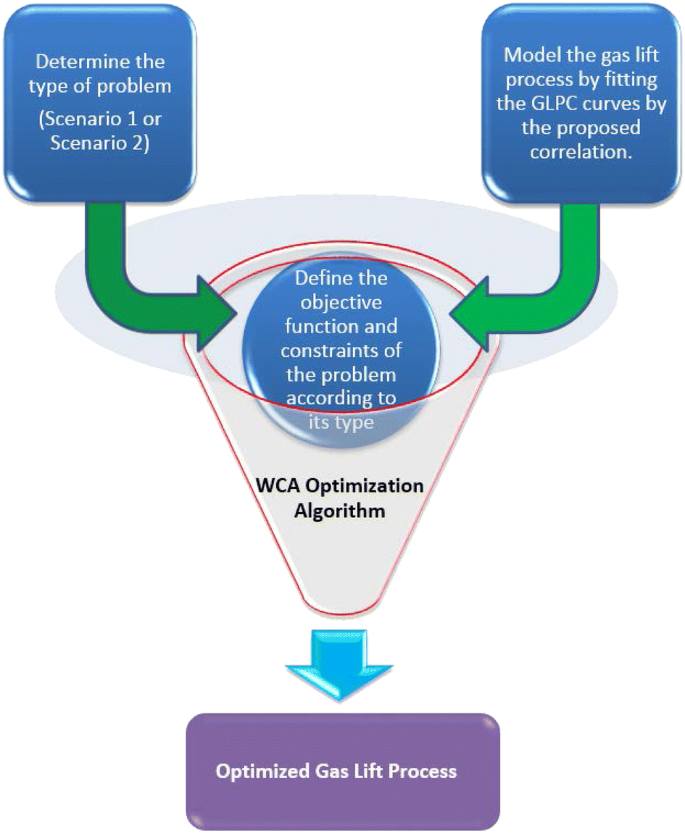 Determine the
type of problem
(Scenario 1 or
Scenario 2)
Model the gas lift
process by fitting
the GLPC curves by
the proposed
correlation.
Define the
objective
function and
constraints of
the problem
according to
its type
WCA Optimization
Algorithm
Optimized Gas Lift Process